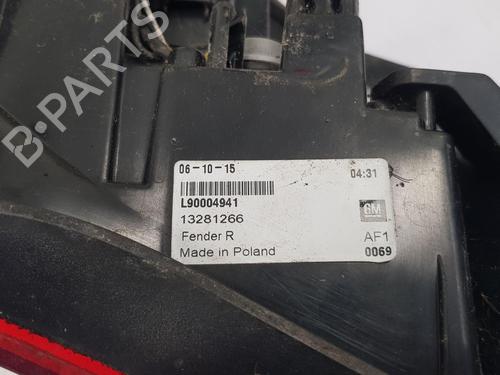 B-PARTS
06-10-15 04:31
L90004941
13281266 GM
Fender R AF1
Made in Poland 0069